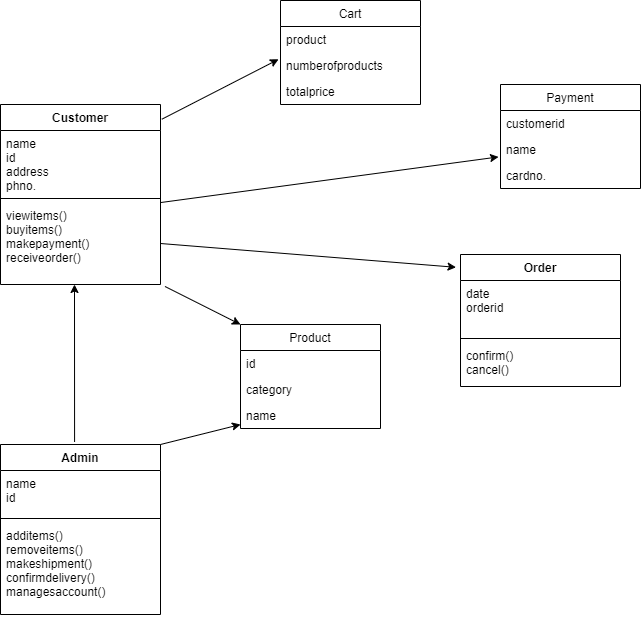 Cart
product
numberofproducts
totalprice
Payment
customerid
name
cardno.
Customer
name
id
address
phno.
viewitems()
buyitems()
makepayment()
receiveorder()
Order
date
orderid
confirm()
cancel()
Product
id
category
name
Admin
name
id
additems()
removeitems()
makeshipment()
confirmdelivery()
managesaccount()